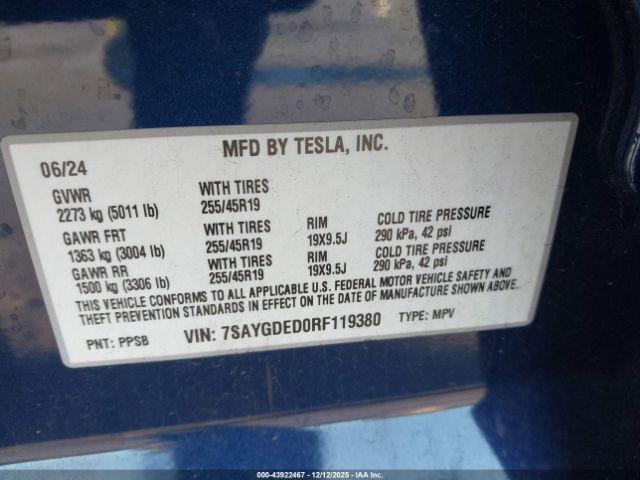 MFD BY TESLA, INC.
06/24
GVWR WITH TIRES
2273 kg (5011 lb) 255/45R19
GAWR FRT WITH TIRES RIM COLD TIRE PRESSURE
1363 kg (3004 lb) 255/45R19 19X9.5J 290 kPa, 42 psi
GAWR RR WITH TIRES RIM COLD TIRE PRESSURE
1500 kg (3306 lb) 255/45R19 19X9.5J 290 kPa, 42 psi
THIS VEHICLE CONFORMS TO ALL APPLICABLE U.S. FEDERAL MOTOR VEHICLE SAFETY AND
THEFT PREVENTION STANDARDS IN EFFECT ON THE DATE OF MANUFACTURE SHOWN ABOVE.
PNT: PPSB VIN: 7SAYGDED0RF119380 TYPE: MPV
000-43922467 - 12/12/2025 - IAAI.COM